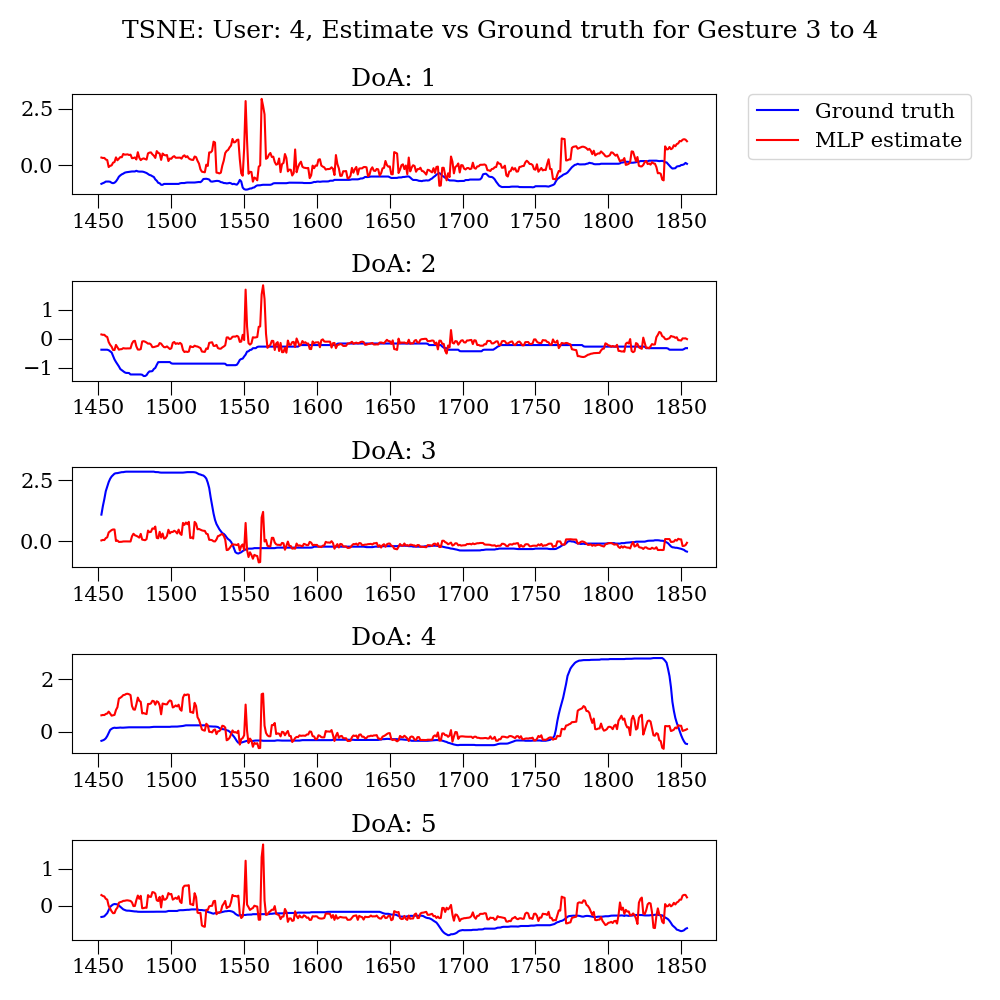 TSNE: User: 4, Estimate vs Ground truth for Gesture 3 to 4
DoA: 1
Ground truth
MLP estimate
2.5
0.0
1450 1500 1550 1600 1650 1700 1750 1800 1850
DoA: 2
1
0
−1
1450 1500 1550 1600 1650 1700 1750 1800 1850
DoA: 3
2.5
0.0
1450 1500 1550 1600 1650 1700 1750 1800 1850
DoA: 4
2
0
1450 1500 1550 1600 1650 1700 1750 1800 1850
DoA: 5
1
0
1450 1500 1550 1600 1650 1700 1750 1800 1850